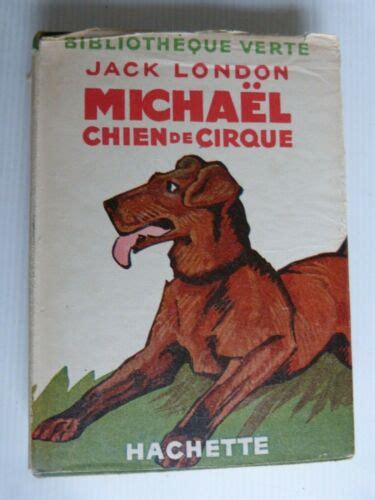 BIBLIOTHÈQUE VERTE
JACK LONDON
MICHAËL
CHIEN DE CIRQUE
HACHETTE